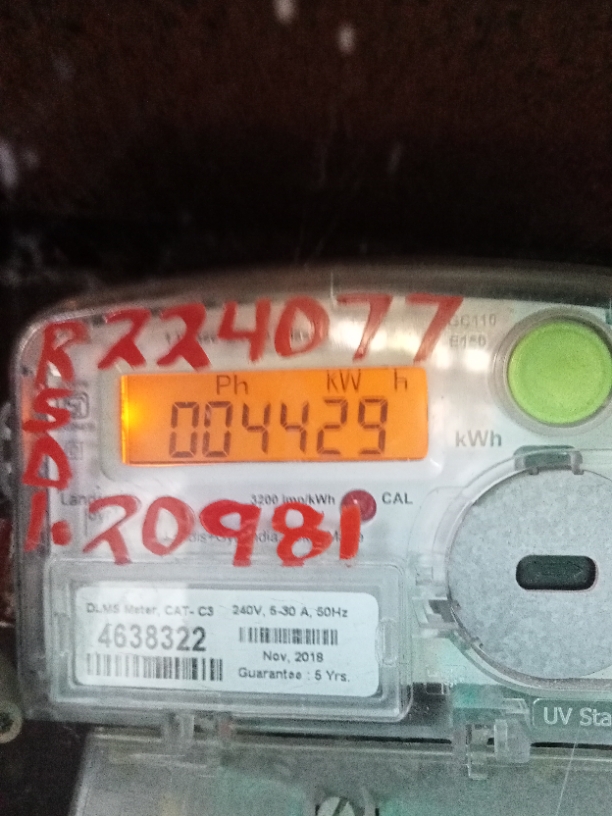 R224077
S
D
Ph kW h
004429
kWh
3200 imp/kWh CAL
1.20981
DLMS Meter, CAT- C3 240V, 5-30 A, 50Hz
4638322
Nov, 2018
Guarantee : 5 Yrs.
UV Sta